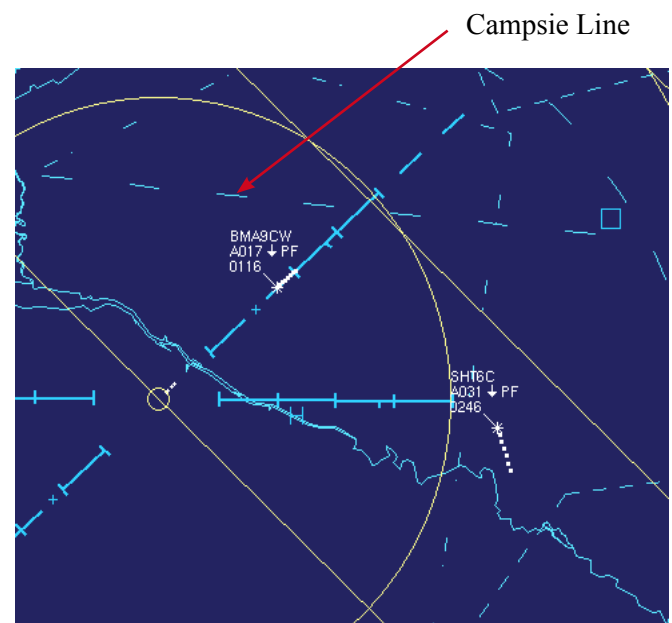 Campsie Line
BMA9CW
A017 ↓ PF
0116
SHT6C
A031 ↓ PF
0246